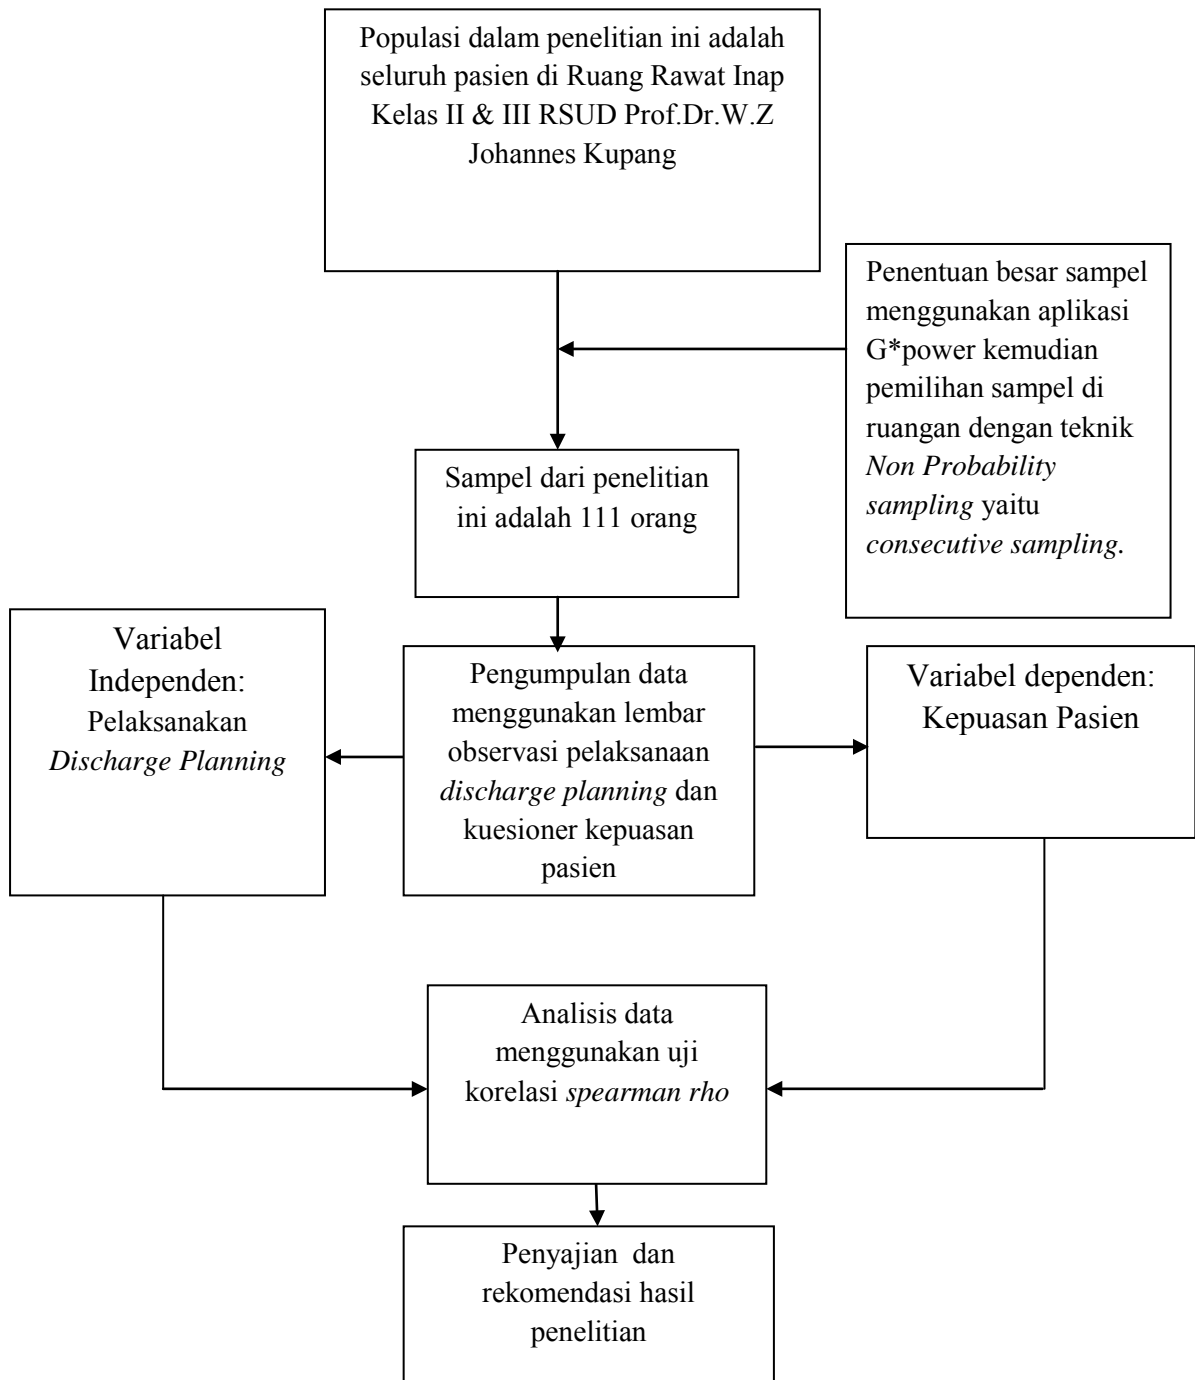 Populasi dalam penelitian ini adalah
seluruh pasien di Ruang Rawat Inap
Kelas II & III RSUD Prof.Dr.W.Z
Johannes Kupang
Penentuan besar sampel
menggunakan aplikasi
G*power kemudian
pemilihan sampel di
ruangan dengan teknik
Non Probability
sampling yaitu
consecutive sampling.
Sampel dari penelitian
ini adalah 111 orang
Variabel
Independen:
Pelaksanakan
Discharge Planning
Pengumpulan data
menggunakan lembar
observasi pelaksanaan
discharge planning dan
kuesioner kepuasan
pasien
Variabel dependen:
Kepuasan Pasien
Analisis data
menggunakan uji
korelasi spearman rho
Penyajian dan
rekomendasi hasil
penelitian